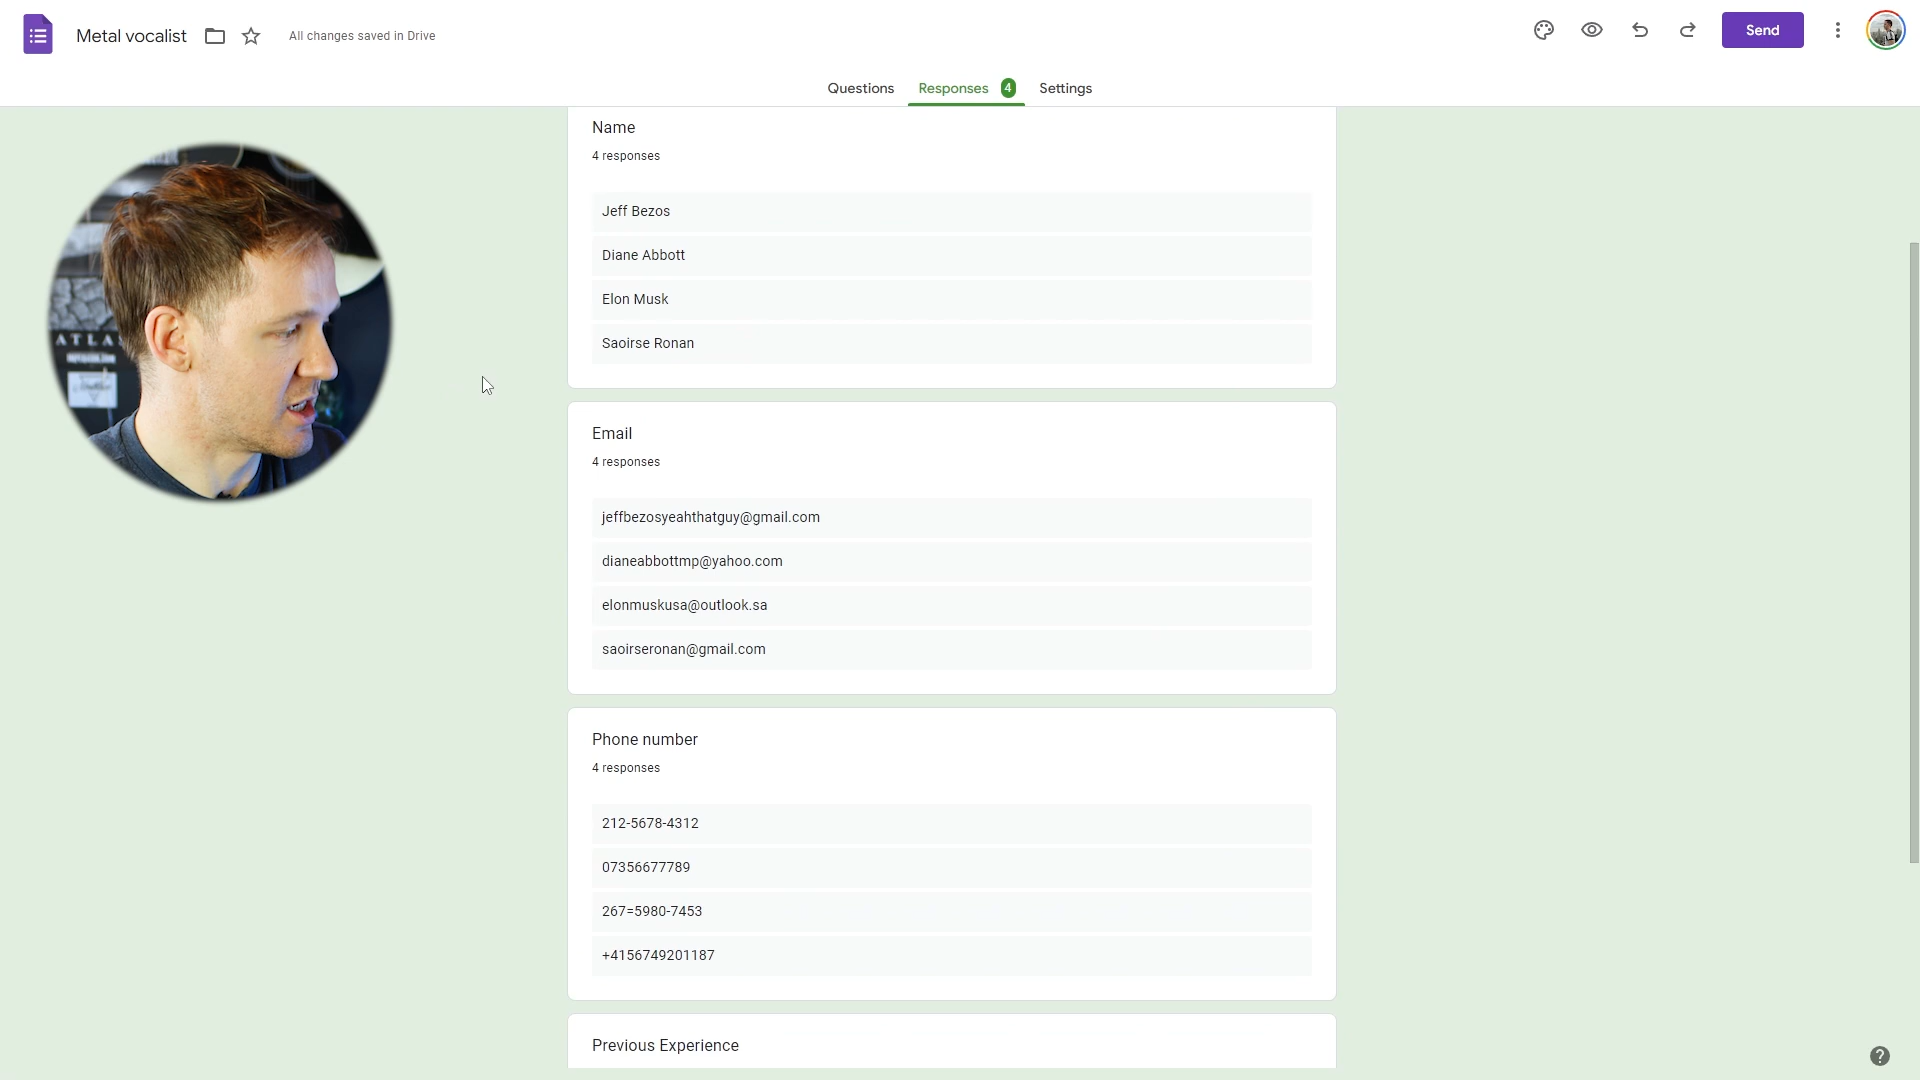 Metal vocalist
All changes saved in Drive
Send
Questions
Responses 4
Settings
Name
4 responses
Jeff Bezos
Diane Abbott
Elon Musk
Saoirse Ronan
ATLAS
Email
4 responses
jeffbezosyeahthatguy@gmail.com
dianeabbottmp@yahoo.com
elonmuskusa@outlook.sa
saoirseronan@gmail.com
Phone number
4 responses
212-5678-4312
07356677789
267=5980-7453
+4156749201187
Previous Experience